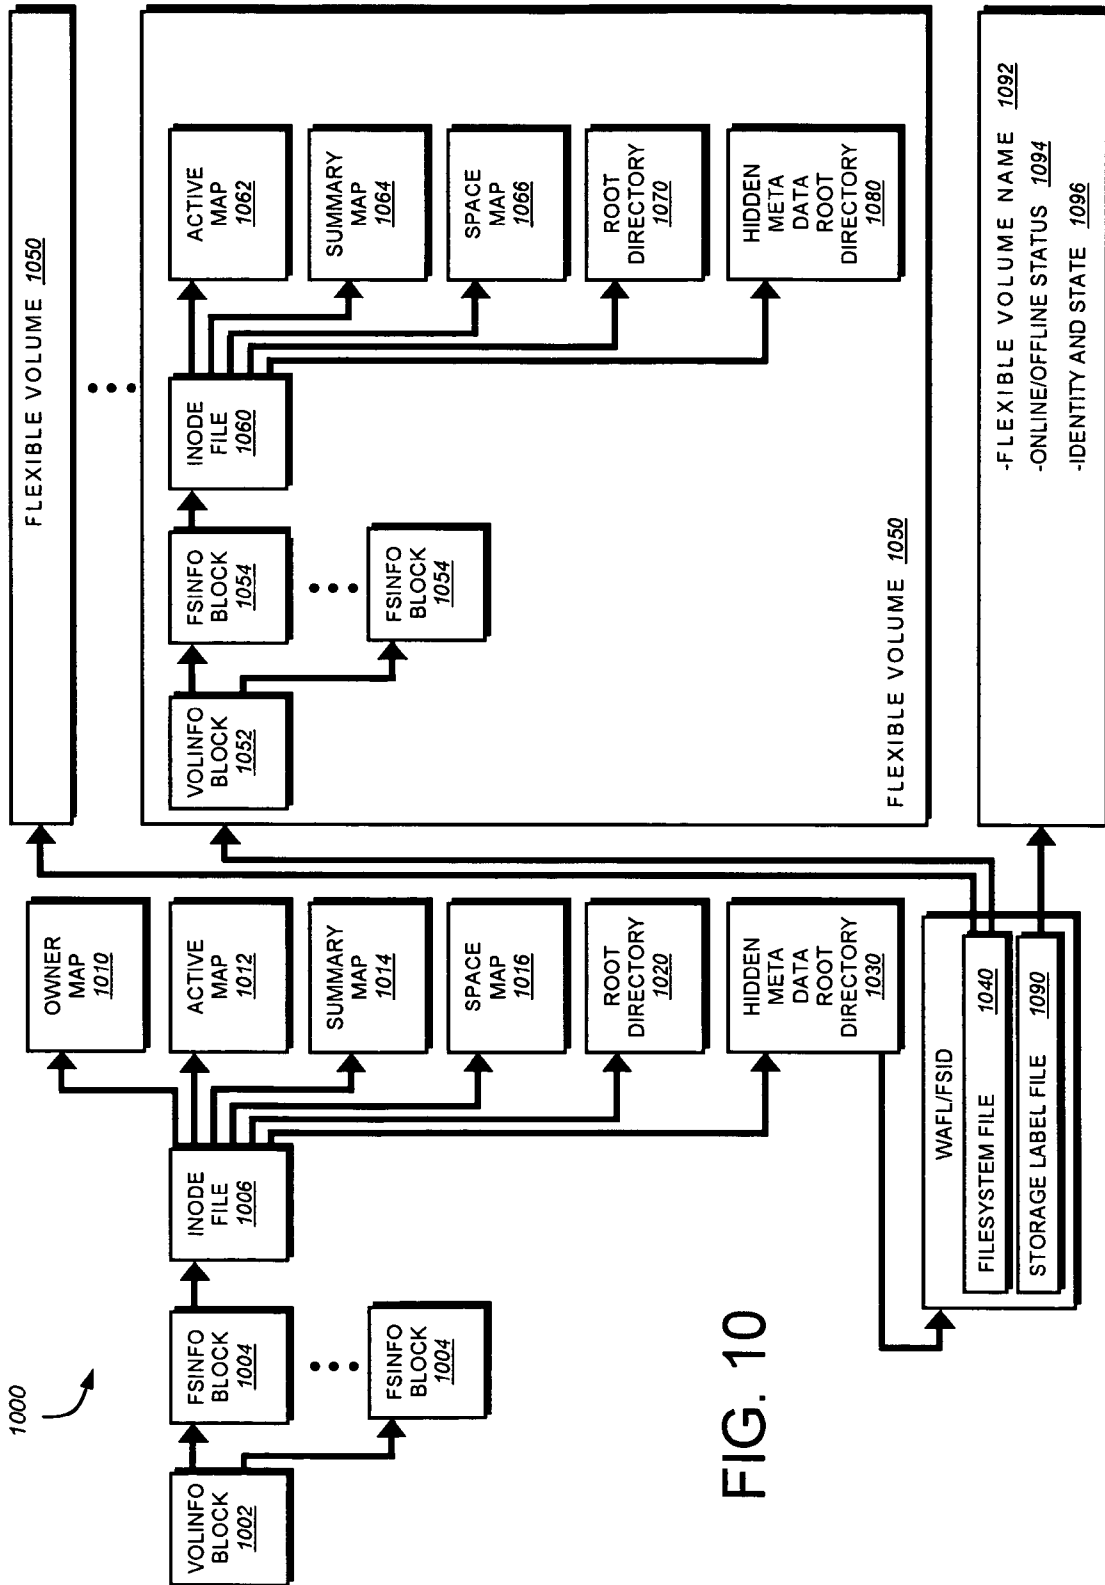 1000
VOLINFO
BLOCK
1002
FSINFO
BLOCK
1004
FSINFO
BLOCK
1004
INODE
FILE
1006
OWNER
MAP
1010
ACTIVE
MAP
1012
SUMMARY
MAP
1014
SPACE
MAP
1016
ROOT
DIRECTORY
1020
HIDDEN
META
DATA
ROOT
DIRECTORY
1030
WAFL/FSID
FILESYSTEM FILE 1040
STORAGE LABEL FILE 1090
FLEXIBLE VOLUME 1050
VOLINFO
BLOCK
1052
FSINFO
BLOCK
1054
FSINFO
BLOCK
1054
INODE
FILE
1060
ACTIVE
MAP
1062
SUMMARY
MAP
1064
SPACE
MAP
1066
ROOT
DIRECTORY
1070
HIDDEN
META
DATA
ROOT
DIRECTORY
1080
FLEXIBLE VOLUME 1050
-FLEXIBLE VOLUME NAME 1092
-ONLINE/OFFLINE STATUS 1094
-IDENTITY AND STATE 1096
FIG. 10